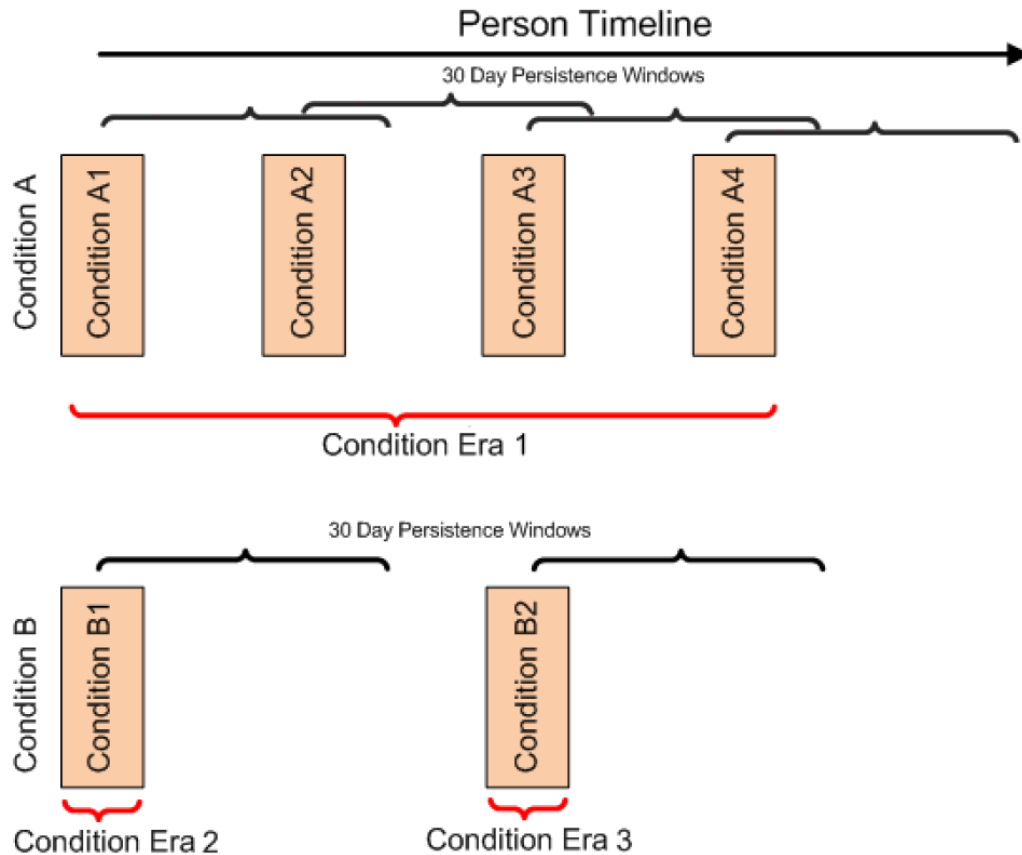 Person Timeline
30 Day Persistence Windows
Condition A
Condition A1
Condition A2
Condition A3
Condition A4
Condition Era 1
30 Day Persistence Windows
Condition B
Condition B1
Condition B2
Condition Era 2
Condition Era 3